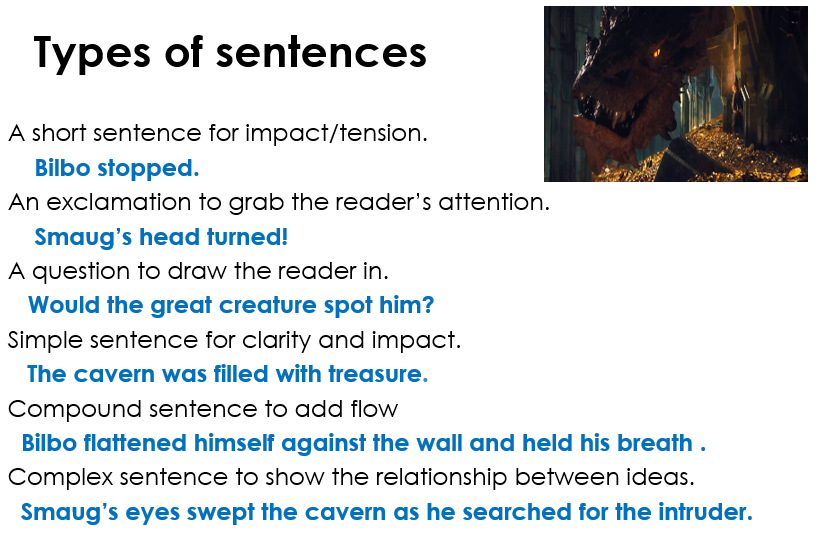 Types of sentences
A short sentence for impact/tension.
Bilbo stopped.
An exclamation to grab the reader’s attention.
Smaug’s head turned!
A question to draw the reader in.
Would the great creature spot him?
Simple sentence for clarity and impact.
The cavern was filled with treasure.
Compound sentence to add flow
Bilbo flattened himself against the wall and held his breath .
Complex sentence to show the relationship between ideas.
Smaug’s eyes swept the cavern as he searched for the intruder.